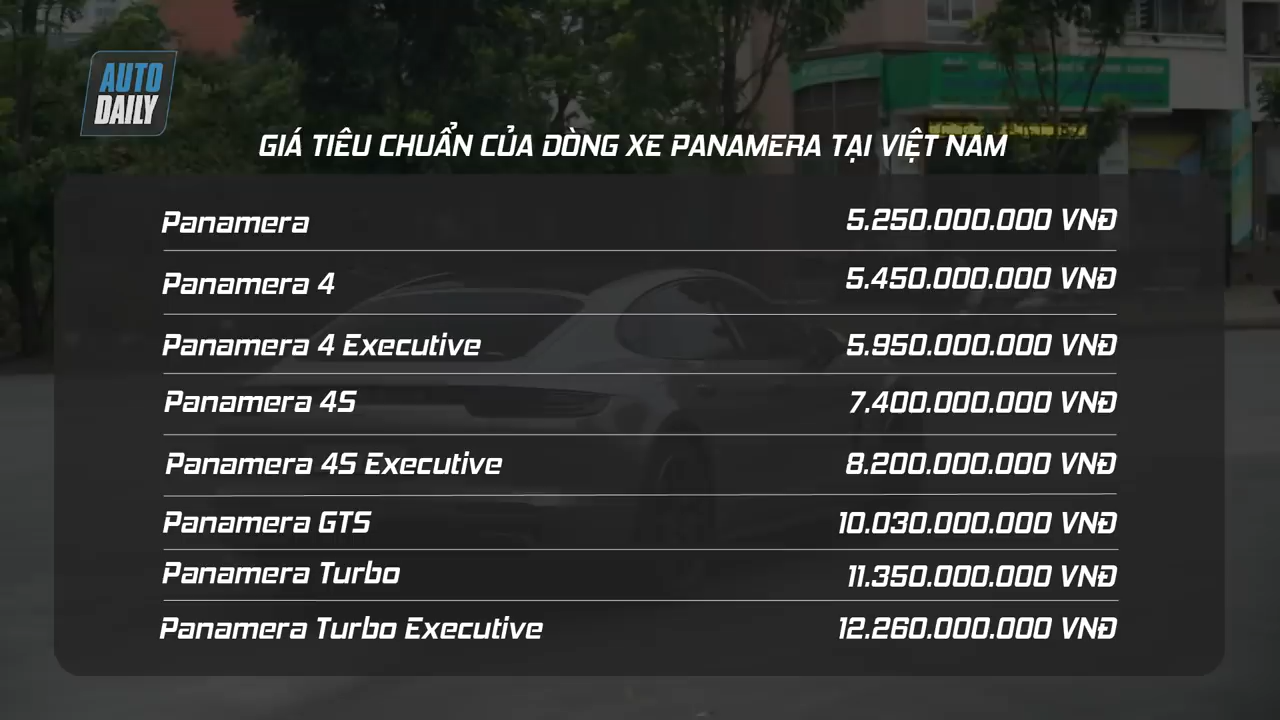 AUTO
DAILY
GIÁ TIÊU CHUẨN CỦA DÒNG XE PANAMERA TẠI VIỆT NAM
Panamera 5.250.000.000 VNĐ
Panamera 4 5.450.000.000 VNĐ
Panamera 4 Executive 5.950.000.000 VNĐ
Panamera 4S 7.400.000.000 VNĐ
Panamera 4S Executive 8.200.000.000 VNĐ
Panamera GTS 10.030.000.000 VNĐ
Panamera Turbo 11.350.000.000 VNĐ
Panamera Turbo Executive 12.260.000.000 VNĐ